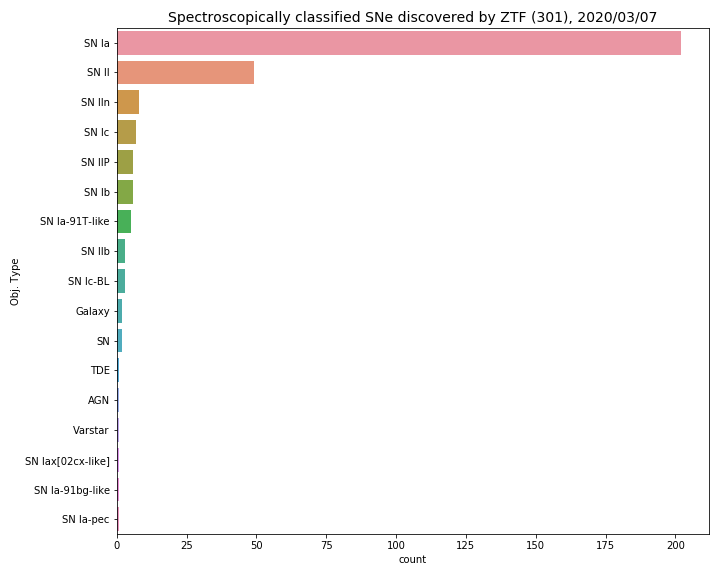 Spectroscopically classified SNe discovered by ZTF (301), 2020/03/07
SN Ia
SN II
SN IIn
SN Ic
SN IIP
SN Ib
SN Ia-91T-like
SN IIb
SN Ic-BL
Galaxy
SN
TDE
AGN
Varstar
SN Iax[02cx-like]
SN Ia-91bg-like
SN Ia-pec
Obj. Type
0 25 50 75 100 125 150 175 200
count